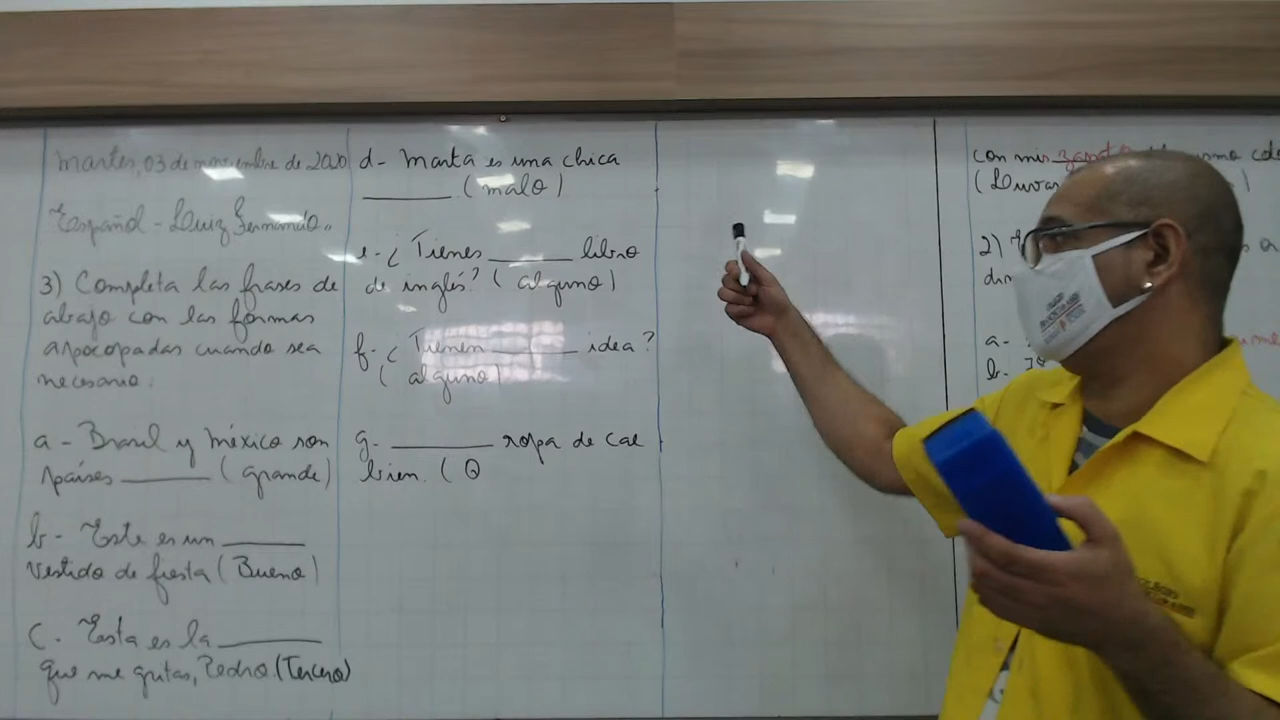 martes, 03 de noviembre de 2020
Español - Luiz Fernando
3) Completa las frases de
abajo con las formas
apocopadas cuando sea
necesario.
a - Brasil y méxico son
países ______ (grande)
b - Este es un ______
vestido de fiesta (Bueno)
c. Esta es la ______
que me gritas, Pedro. (Tercero)
d- Marta es una chica
______ . (malo)
e- ¿Tienes ______ libro
de inglés? (alguno)
f- ¿Tienen ______ idea?
(alguno)
g- ______ ropa de cae
bien. (
con mis
2)
a-
b-